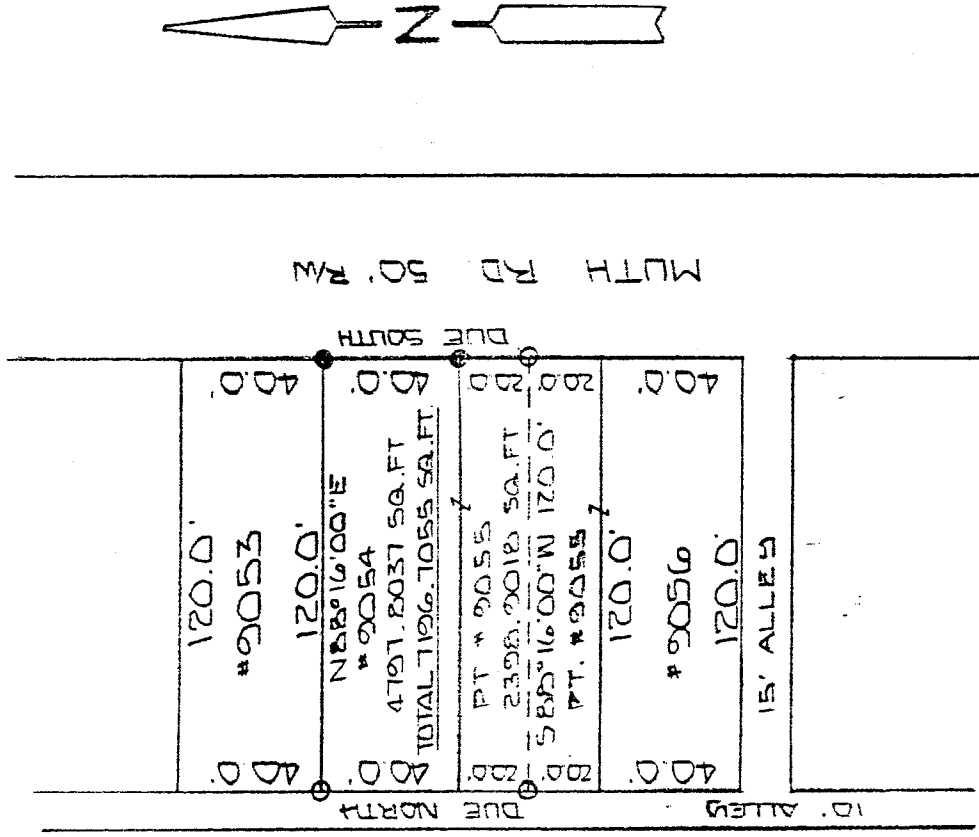 N
MUTH RD 50' R/W
DUE SOUTH
40.0'
40.0'
20.0'
20.0'
40.0'
120.0'
#9053
120.0'
N88°16'00"E
#9054
4797.8037 SQ.FT
TOTAL 7196.7055 SQ.FT.
PT #9055
2398.9018 SQ.FT
S88°16'00"W 120.0'
PT. #9055
120.0'
#9056
120.0'
15' ALLEY
40.0'
40.0'
20.0'
20.0'
40.0'
DUE NORTH
10' ALLEY